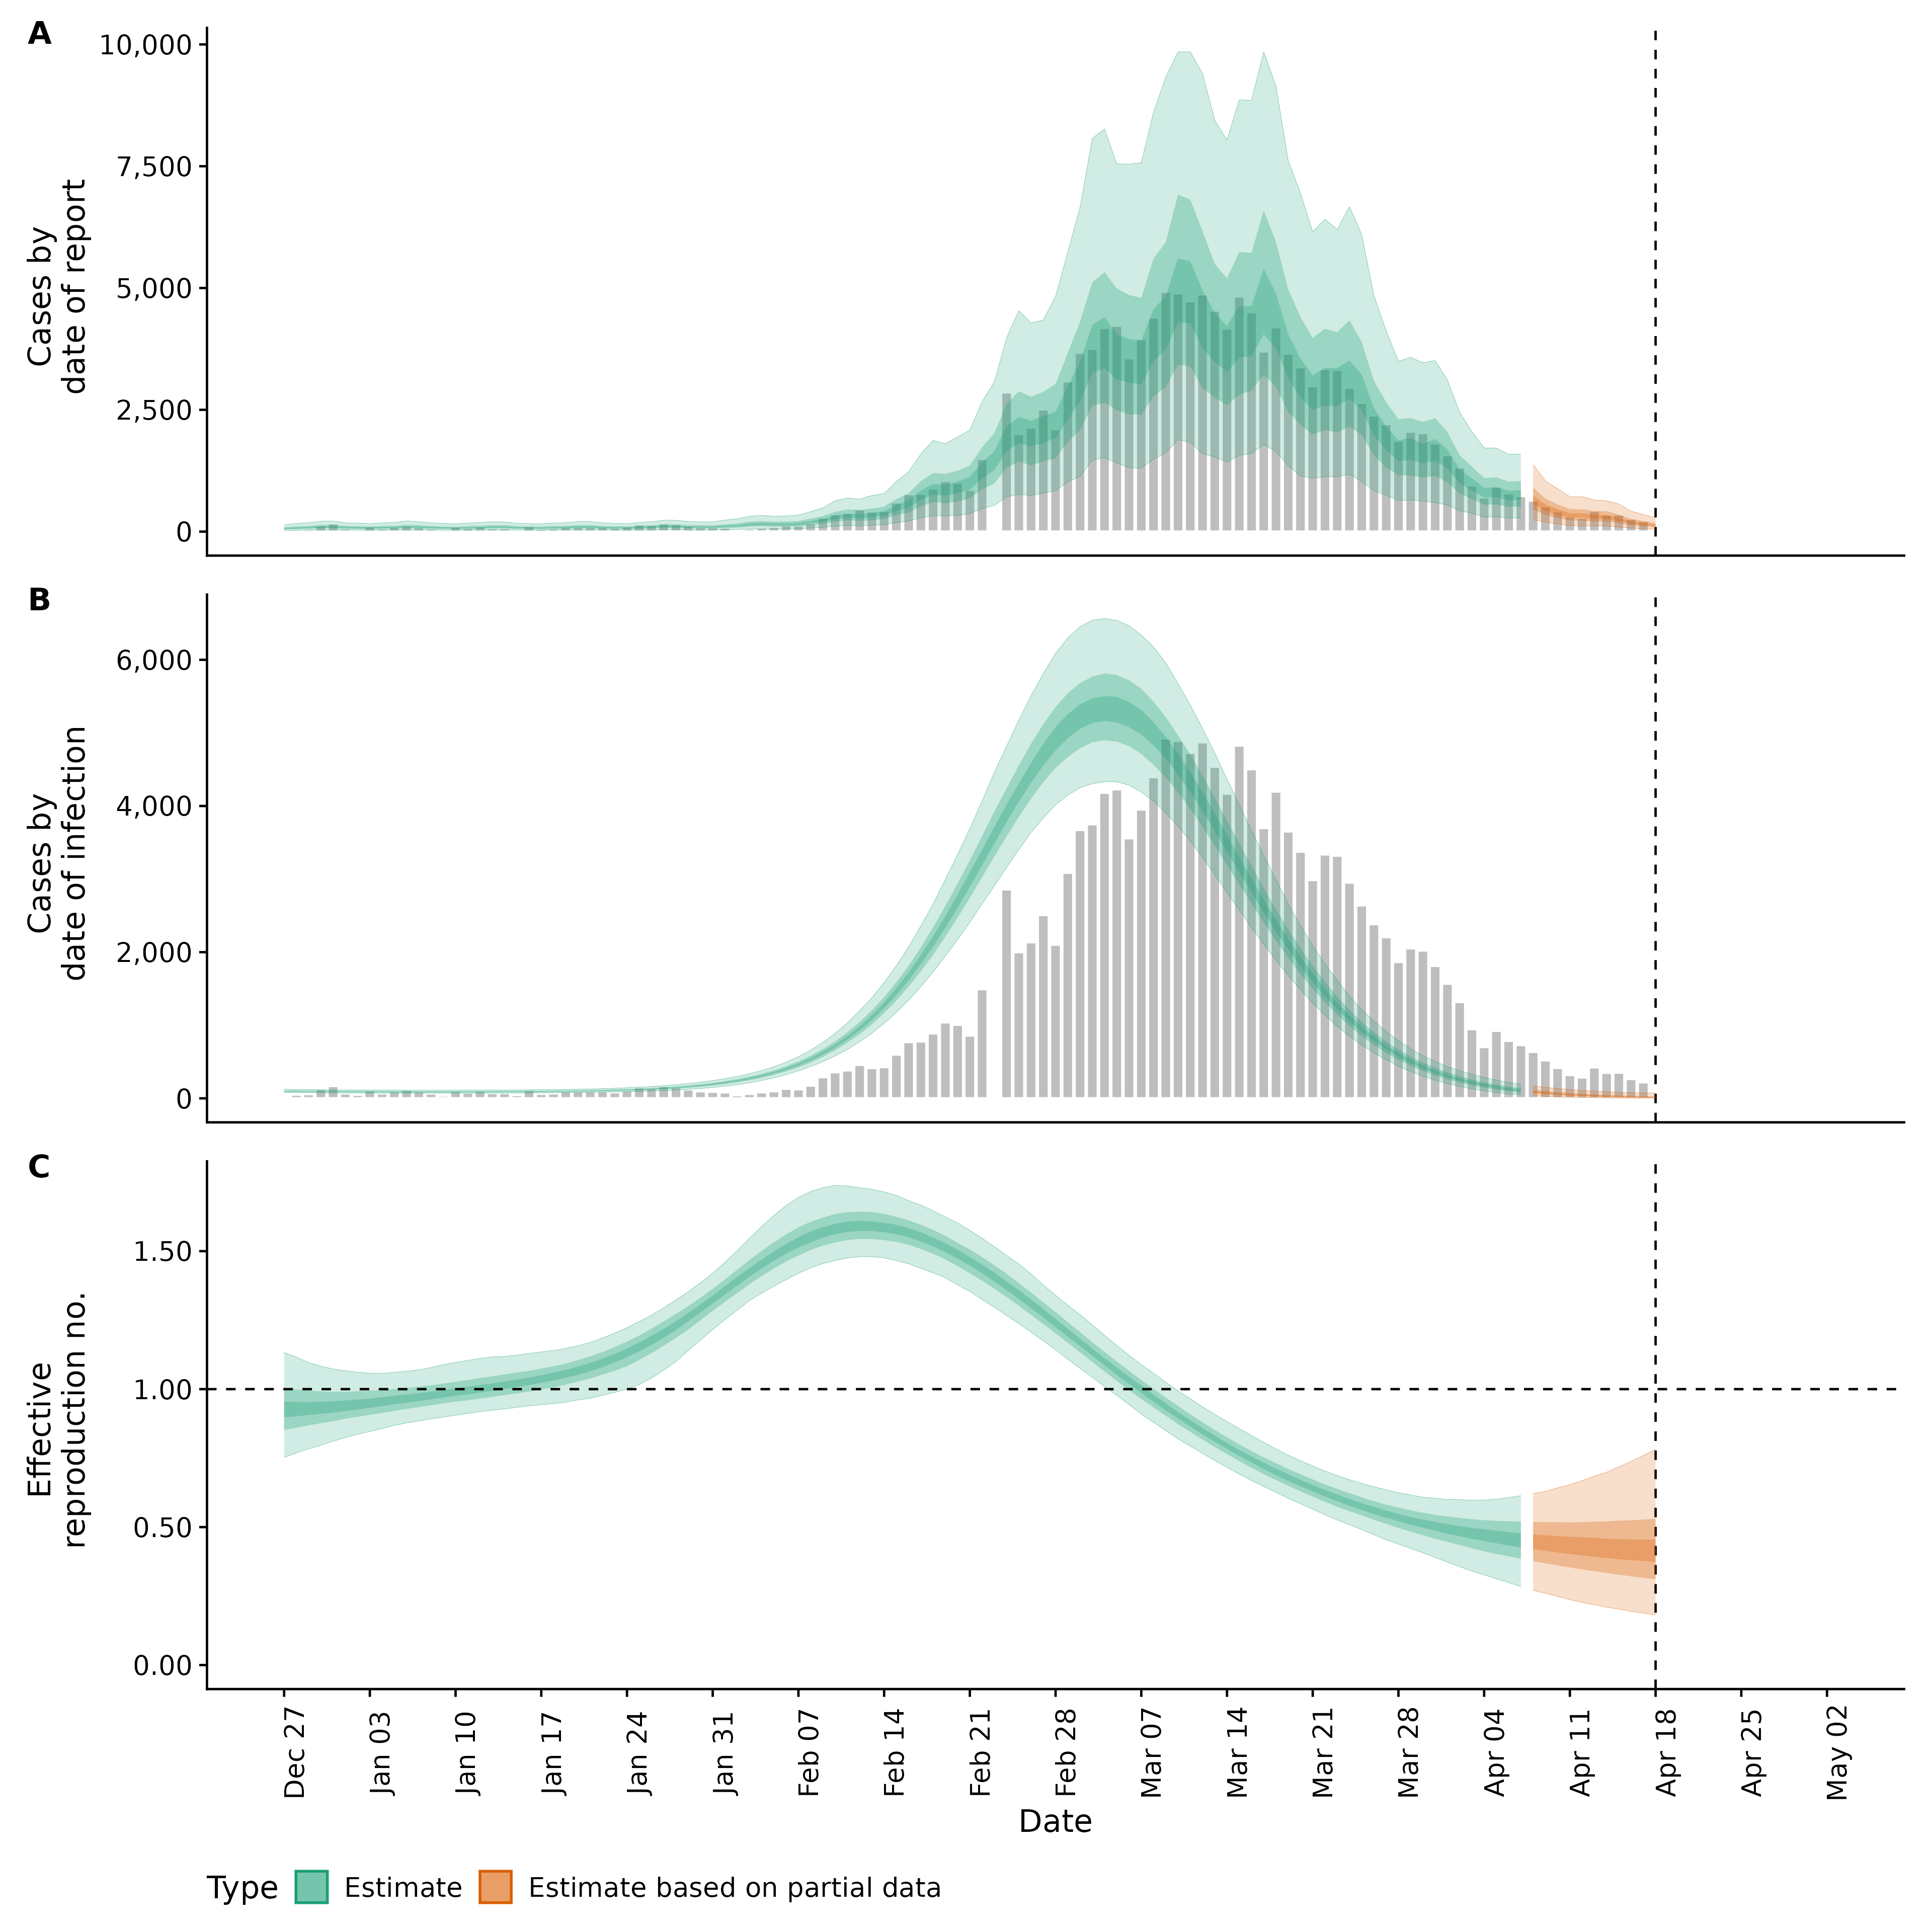 A
10,000
7,500
5,000
2,500
0
Cases by
date of report
B
6,000
4,000
2,000
0
Cases by
date of infection
C
1.50
1.00
0.50
0.00
Effective
reproduction no.
Dec 27
Jan 03
Jan 10
Jan 17
Jan 24
Jan 31
Feb 07
Feb 14
Feb 21
Feb 28
Mar 07
Mar 14
Mar 21
Mar 28
Apr 04
Apr 11
Apr 18
Apr 25
May 02
Date
Type Estimate Estimate based on partial data